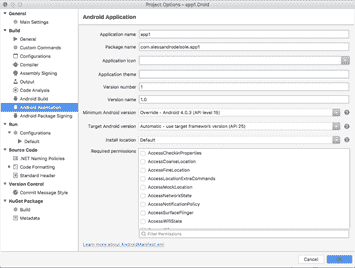 Project Options – app1.Droid
General
Main Settings
Build
General
Custom Commands
Configurations
Compiler
Assembly Signing
Output
Code Analysis
Android Build
Android Application
Android Package Signing
Run
Configurations
Default
Source Code
.NET Naming Policies
Code Formatting
Standard Header
Version Control
Commit Message Style
NuGet Package
Build
Metadata
Android Application
Application name app1
Package name com.alessandrodelsole.app1
Application icon
Application theme
Version number 1
Version name 1.0
Minimum Android version Override - Android 4.0.3 (API level 15)
Target Android version Automatic - use target framework version (API 25)
Install location Default
Required permissions AccessCheckinProperties
AccessCoarseLocation
AccessFineLocation
AccessLocationExtraCommands
AccessMockLocation
AccessNetworkState
AccessNotificationPolicy
AccessSurfaceFlinger
AccessWifiState
Filter Permissions
Learn more about AndroidManifest.xml
Cancel